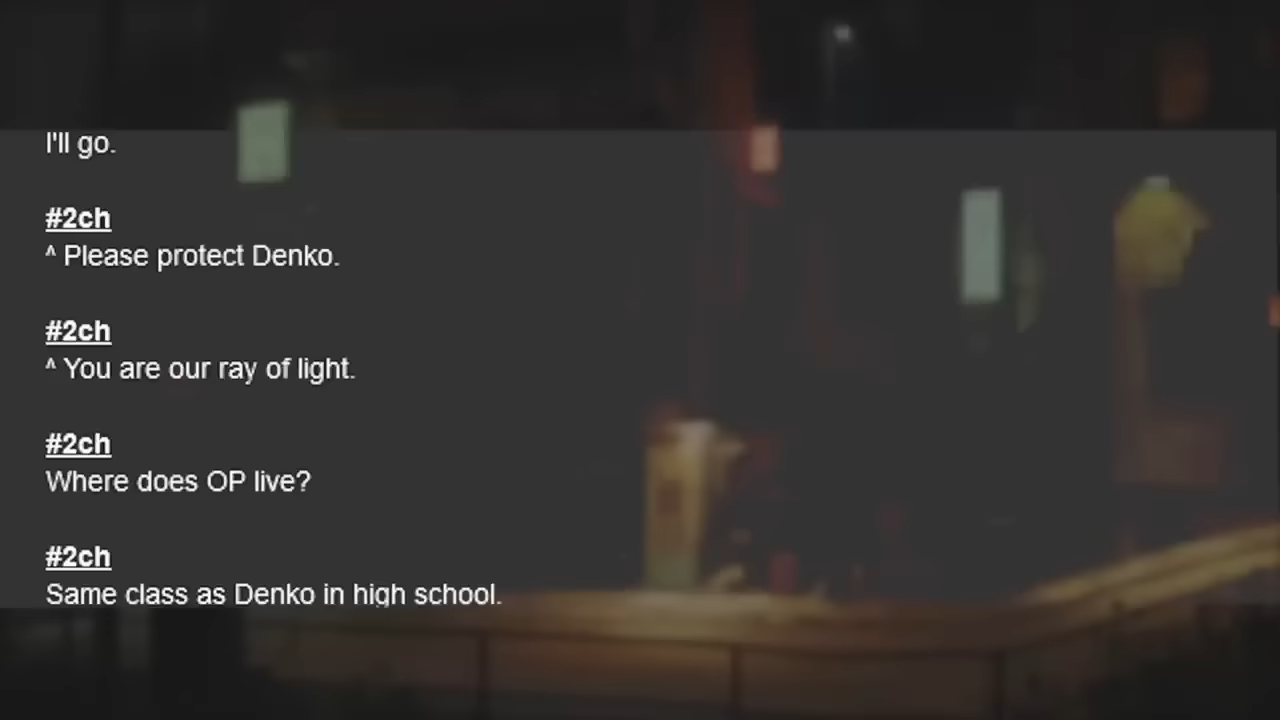 I'll go.
#2ch
^ Please protect Denko.
#2ch
^ You are our ray of light.
#2ch
Where does OP live?
#2ch
Same class as Denko in high school.